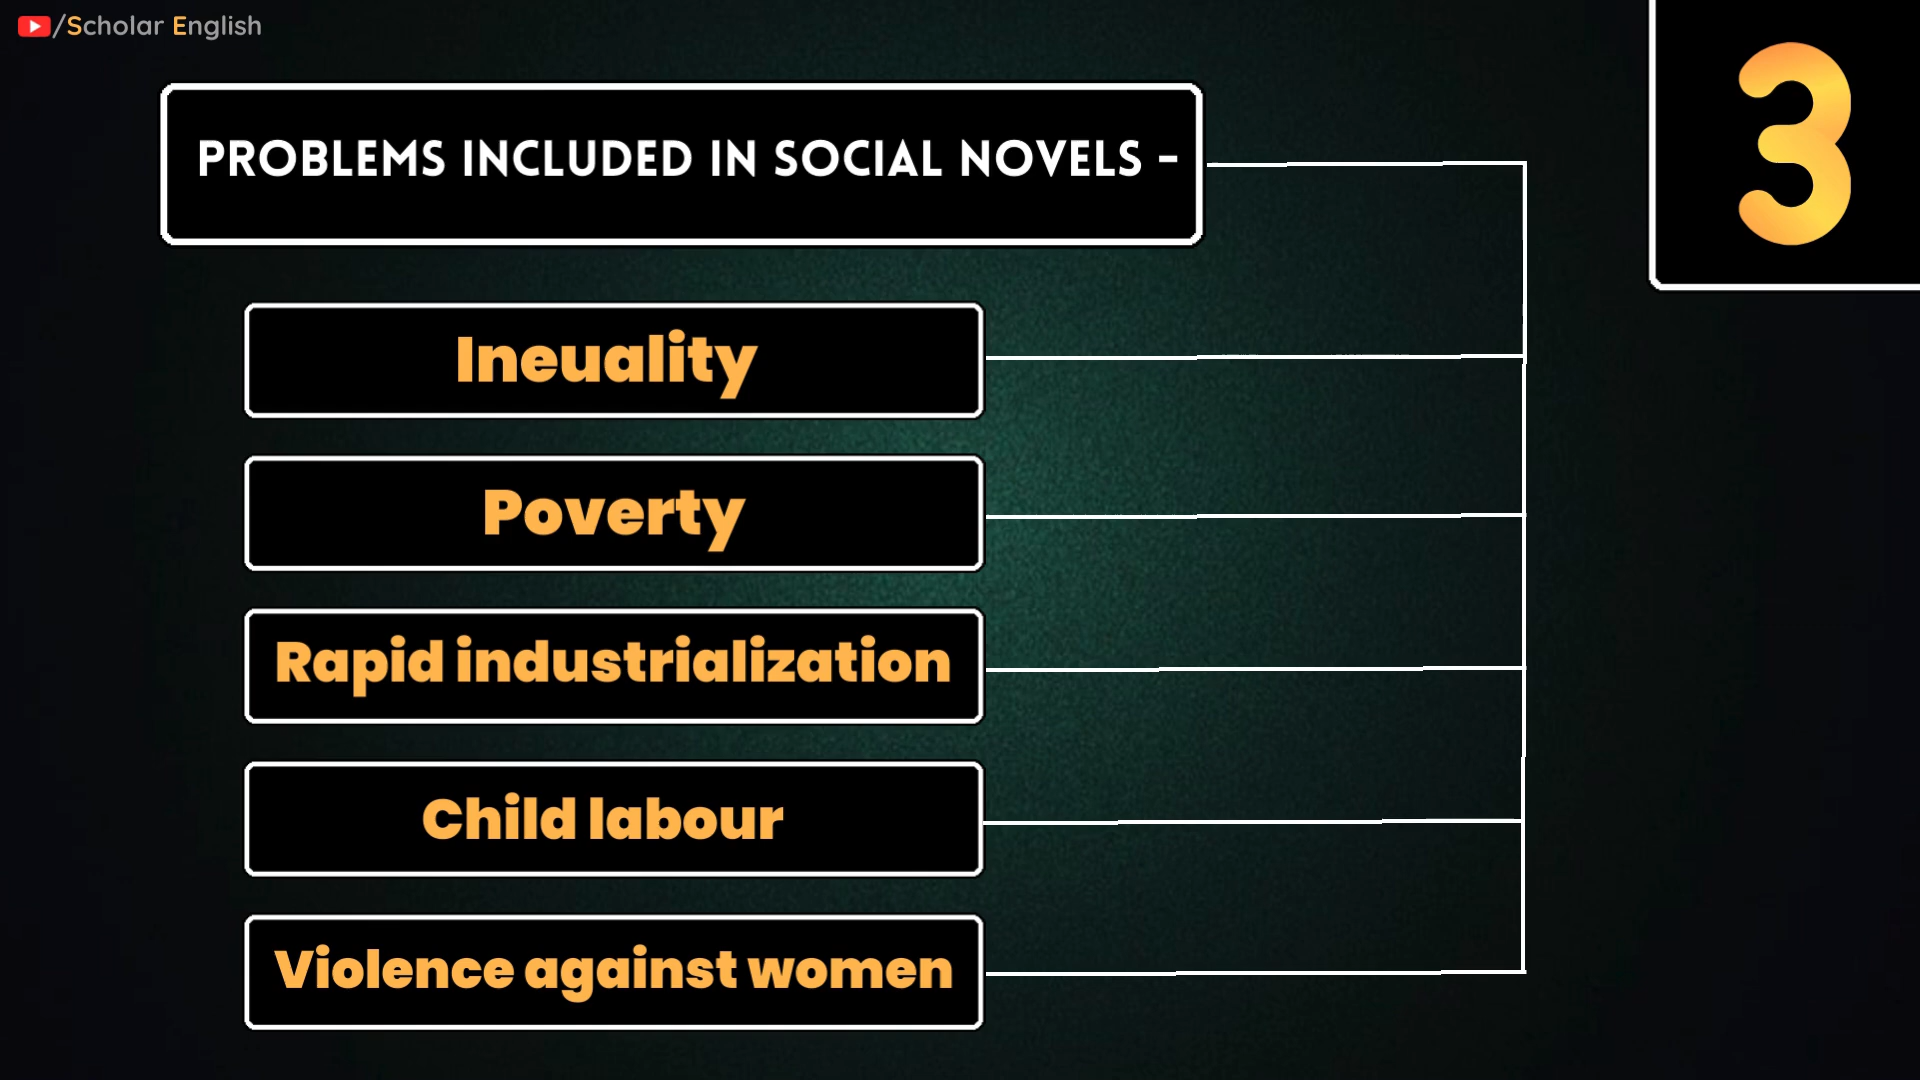 /Scholar English
3
PROBLEMS INCLUDED IN SOCIAL NOVELS -
Ineuality
Poverty
Rapid industrialization
Child labour
Violence against women